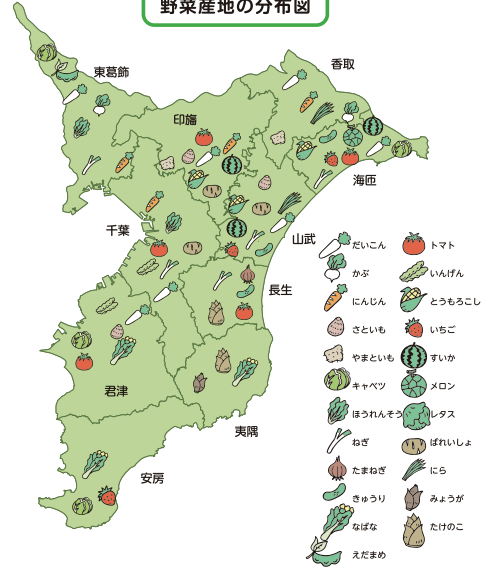 野菜産地の分布図
東葛飾
香取
印旛
海匝
千葉
山武
長生
君津
夷隅
安房
だいこん
かぶ
にんじん
さといも
やまといも
キャベツ
ほうれんそう
ねぎ
たまねぎ
きゅうり
なばな
えだまめ
トマト
いんげん
とうもろこし
いちご
すいか
メロン
レタス
ばれいしょ
にら
みょうが
たけのこ